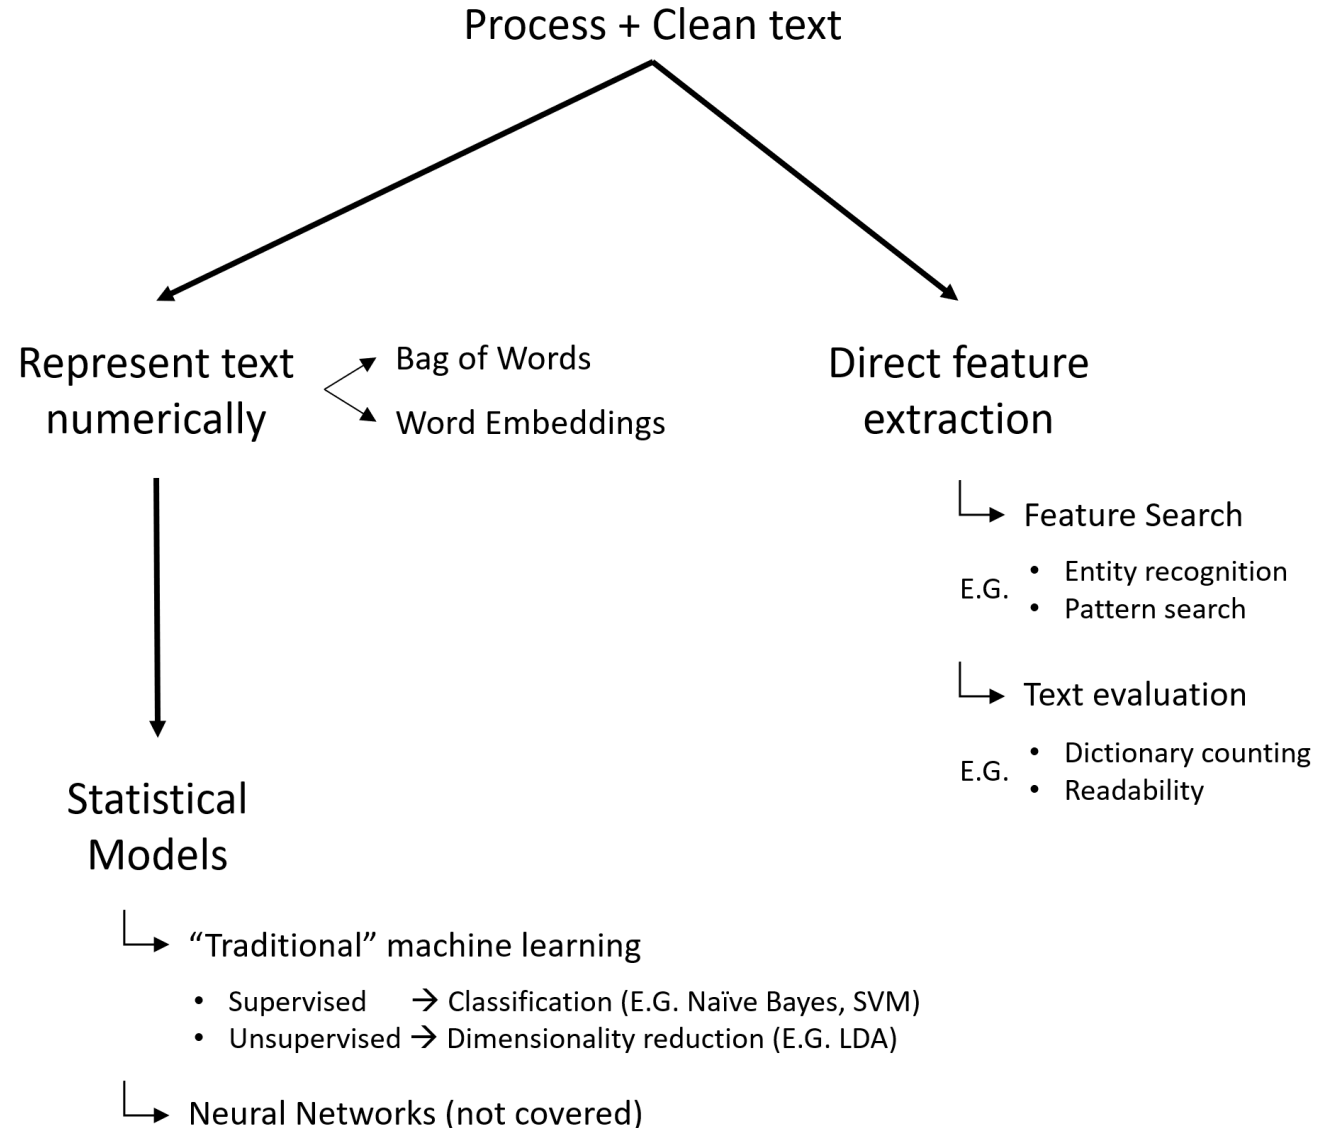 Process + Clean text
Represent text
numerically
Bag of Words
Word Embeddings
Direct feature
extraction
Feature Search
E.G.
• Entity recognition
• Pattern search
Text evaluation
E.G.
• Dictionary counting
• Readability
Statistical
Models
“Traditional” machine learning
• Supervised → Classification (E.G. Naïve Bayes, SVM)
• Unsupervised → Dimensionality reduction (E.G. LDA)
Neural Networks (not covered)